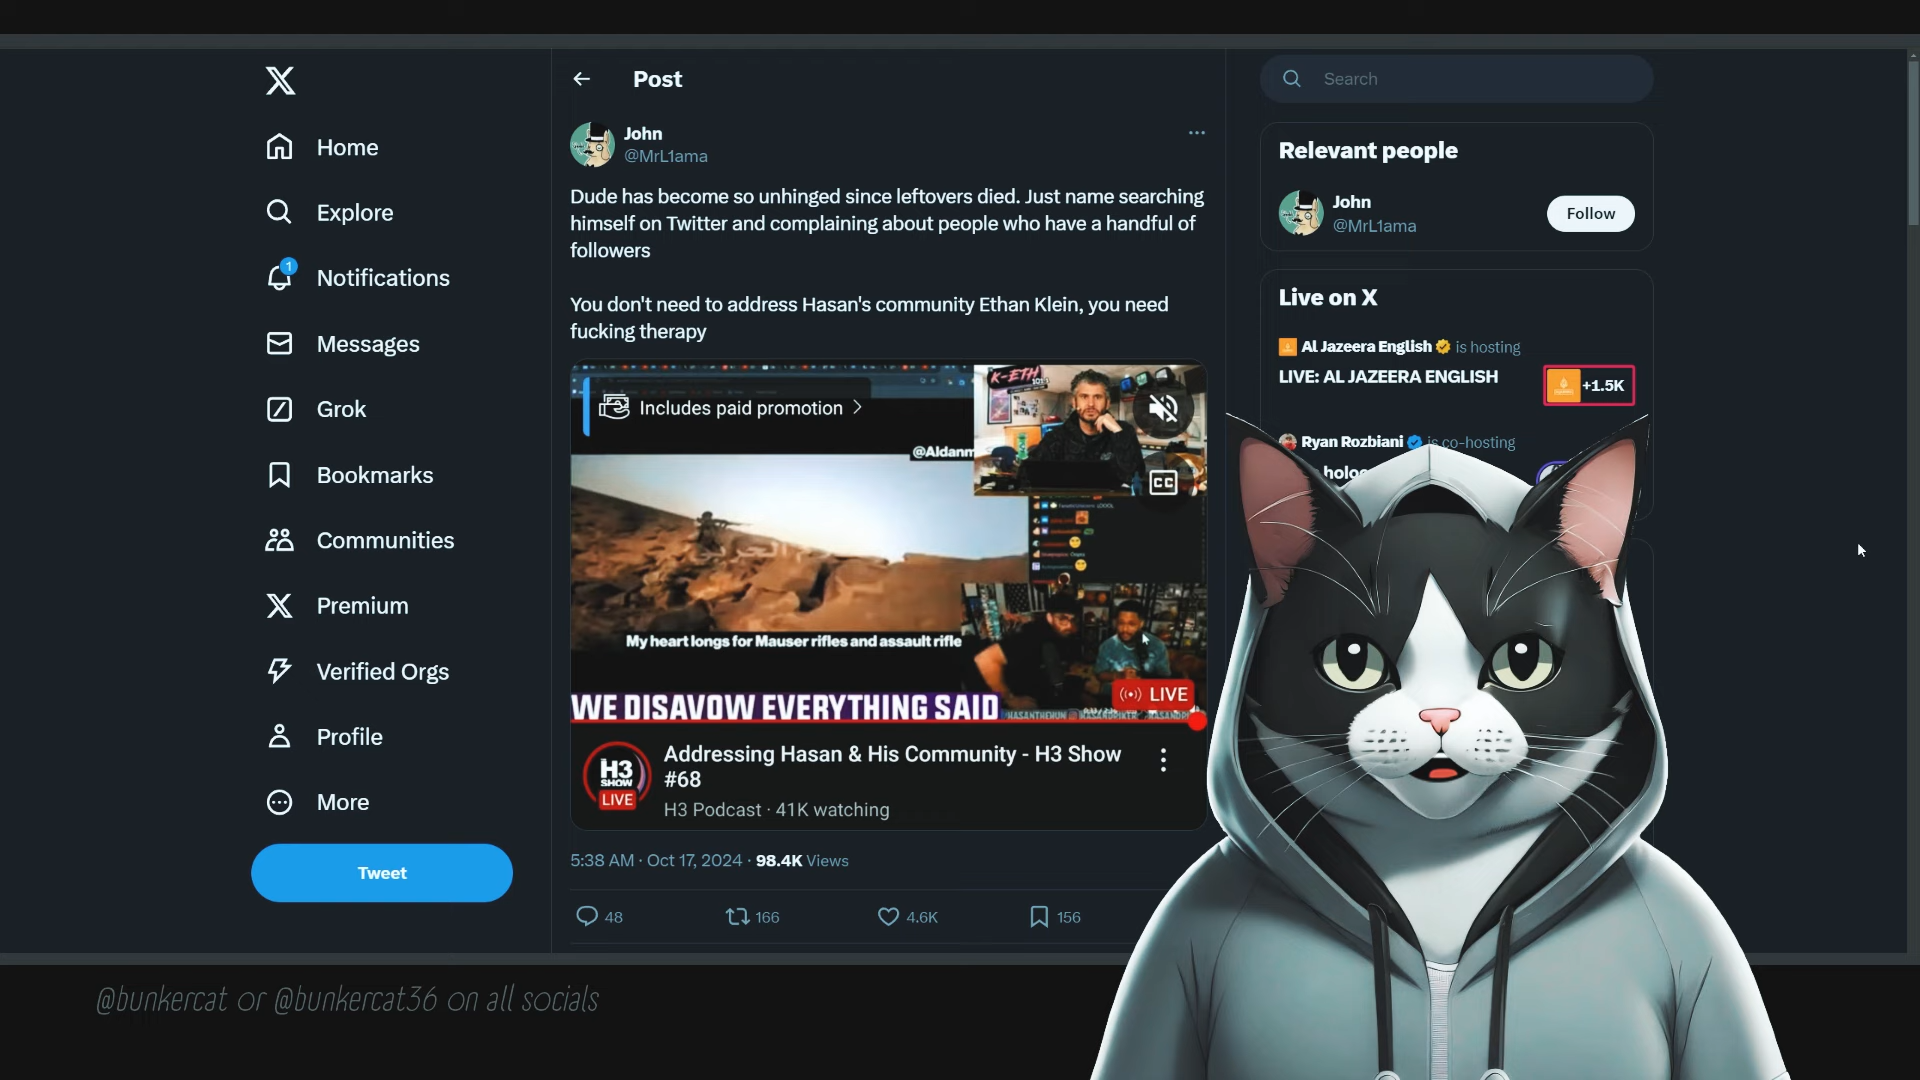 Home
Explore
1
Notifications
Messages
Grok
Bookmarks
Communities
Premium
Verified Orgs
Profile
More
Tweet
Post
John
@MrL1ama
Dude has become so unhinged since leftovers died. Just name searching
himself on Twitter and complaining about people who have a handful of
followers
You don't need to address Hasan's community Ethan Klein, you need
fucking therapy
Includes paid promotion
K-ETH
CC
My heart longs for Mauser rifles and assault rifle
WE DISAVOW EVERYTHING SAID
LIVE
H3
SHOW
LIVE
Addressing Hasan & His Community - H3 Show
#68
H3 Podcast · 41K watching
5:38 AM · Oct 17, 2024 · 98.4K Views
48
166
4.6K
156
Search
Relevant people
John
@MrL1ama
Follow
Live on X
Al Jazeera English is hosting
LIVE: AL JAZEERA ENGLISH
+1.5K
Ryan Rozbiani is co-hosting
@bunkercat or @bunkercat36 on all socials